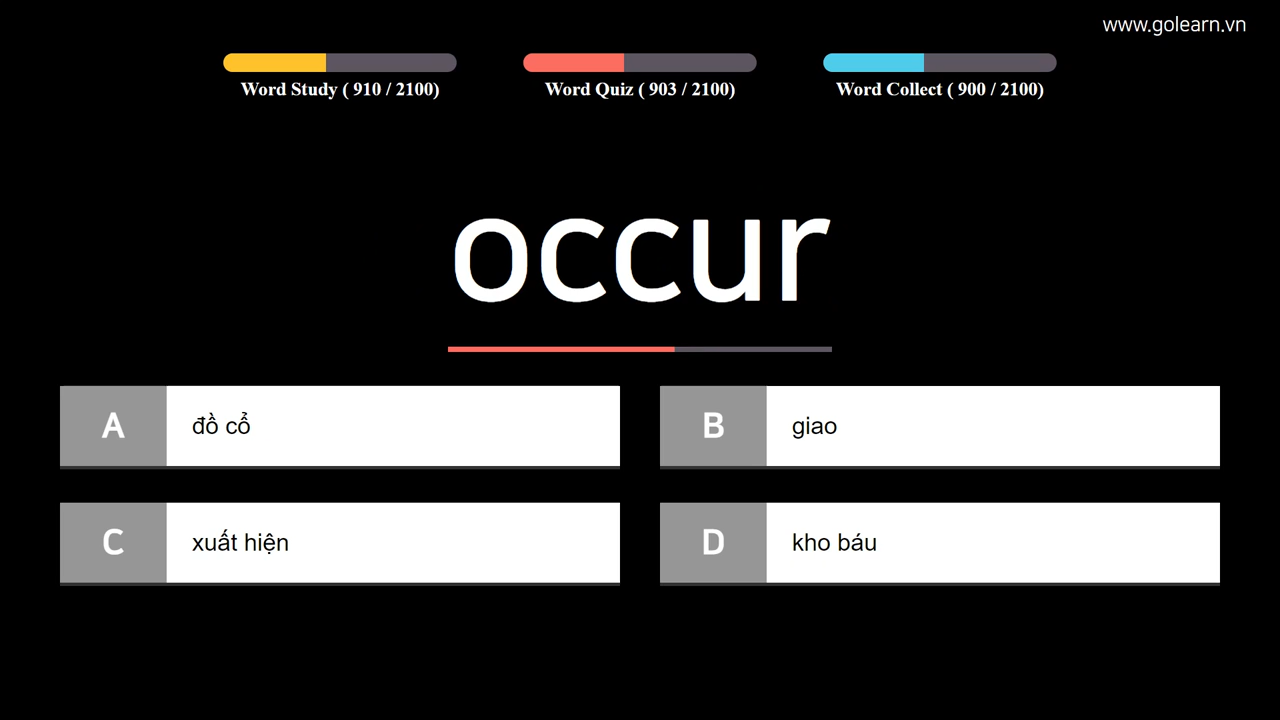 www.golearn.vn
Word Study ( 910 / 2100)
Word Quiz ( 903 / 2100)
Word Collect ( 900 / 2100)
occur
A đồ cổ
B giao
C xuất hiện
D kho báu